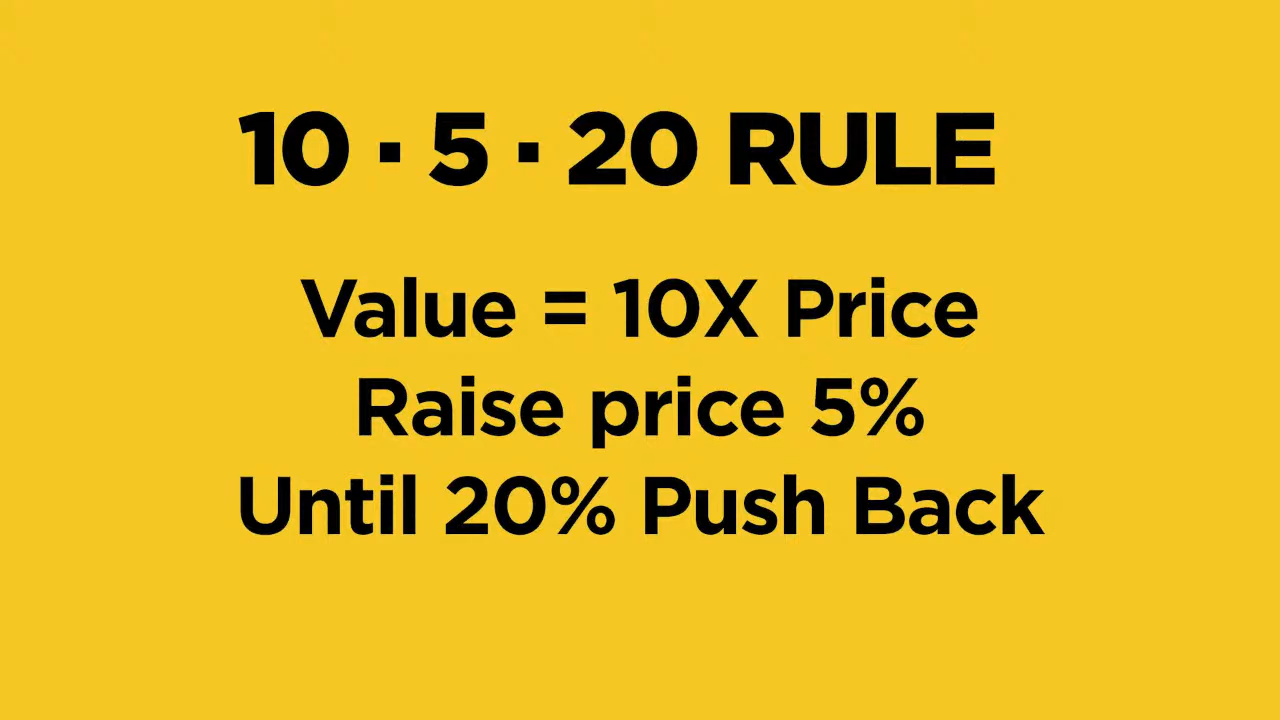 10 · 5 · 20 RULE
Value = 10X Price
Raise price 5%
Until 20% Push Back